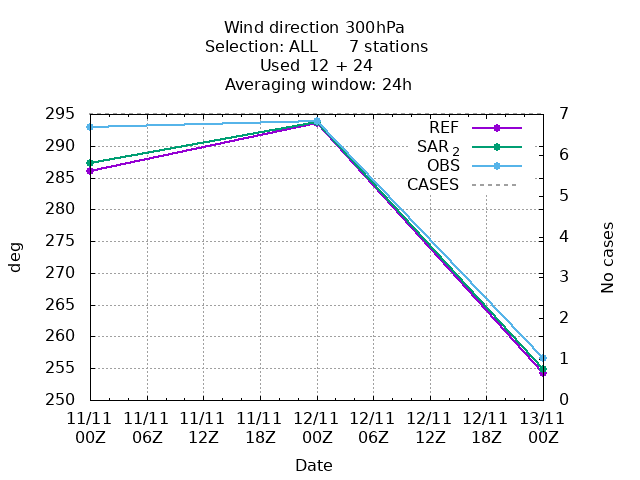 Wind direction 300hPa
Selection: ALL 7 stations
Used 12 + 24
Averaging window: 24h
295 7
REF
290
SAR 2
6
OBS
285
CASES
5
280
275 4
deg
No cases
270
3
265
2
260
1
255
250 0
11/11 11/11 11/11 11/11 12/11 12/11 12/11 12/11 13/11
00Z 06Z 12Z 18Z 00Z 06Z 12Z 18Z 00Z
Date